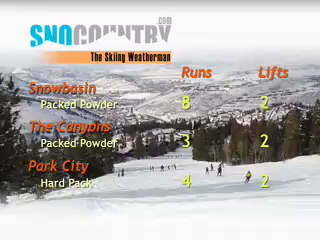 SNOCOUNTRY.com
The Skiing Weatherman
Runs Lifts
Snowbasin
Packed Powder 8 2
The Canyons
Packed Powder 3 2
Park City
Hard Pack 4 2